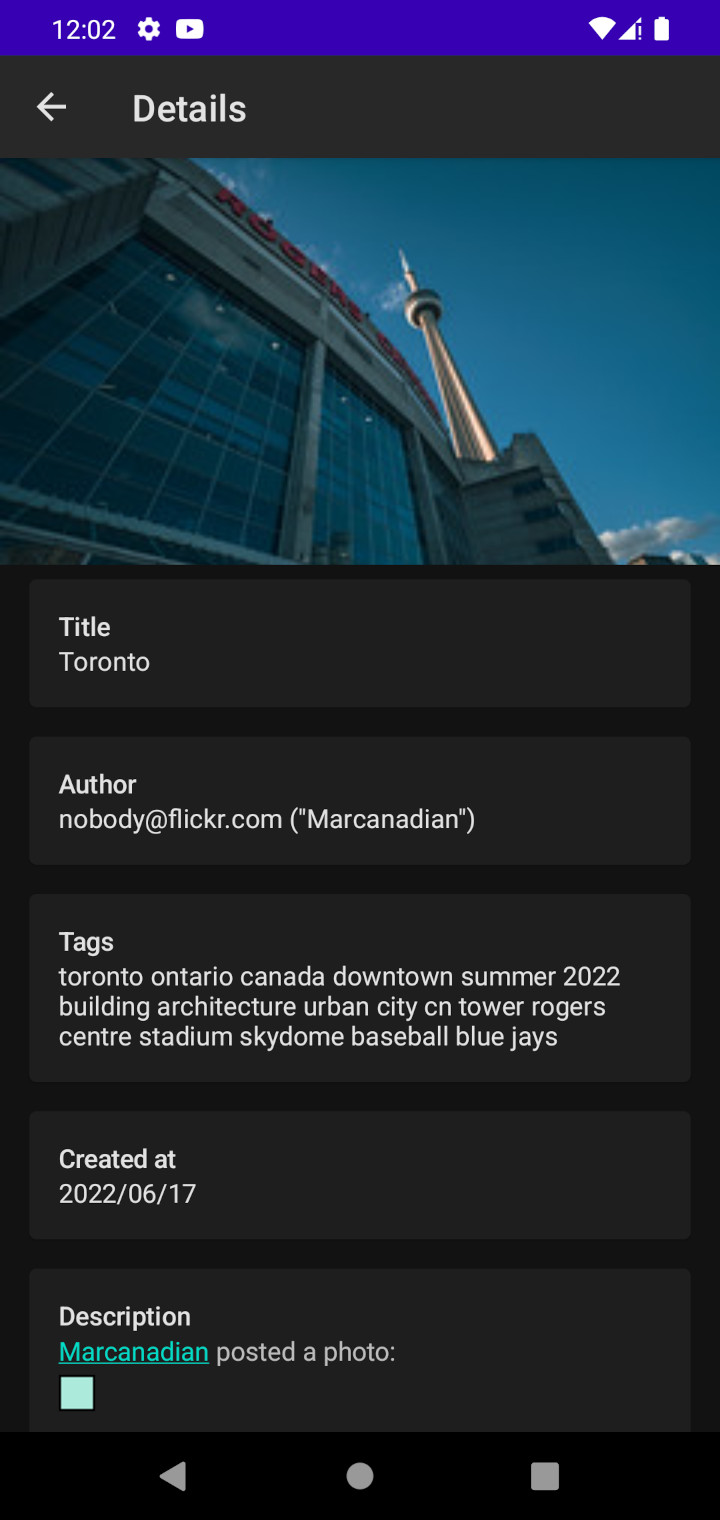 12:02
Details
ROGERS
Title
Toronto
Author
nobody@flickr.com ("Marcanadian")
Tags
toronto ontario canada downtown summer 2022
building architecture urban city cn tower rogers
centre stadium skydome baseball blue jays
Created at
2022/06/17
Description
Marcanadian posted a photo: